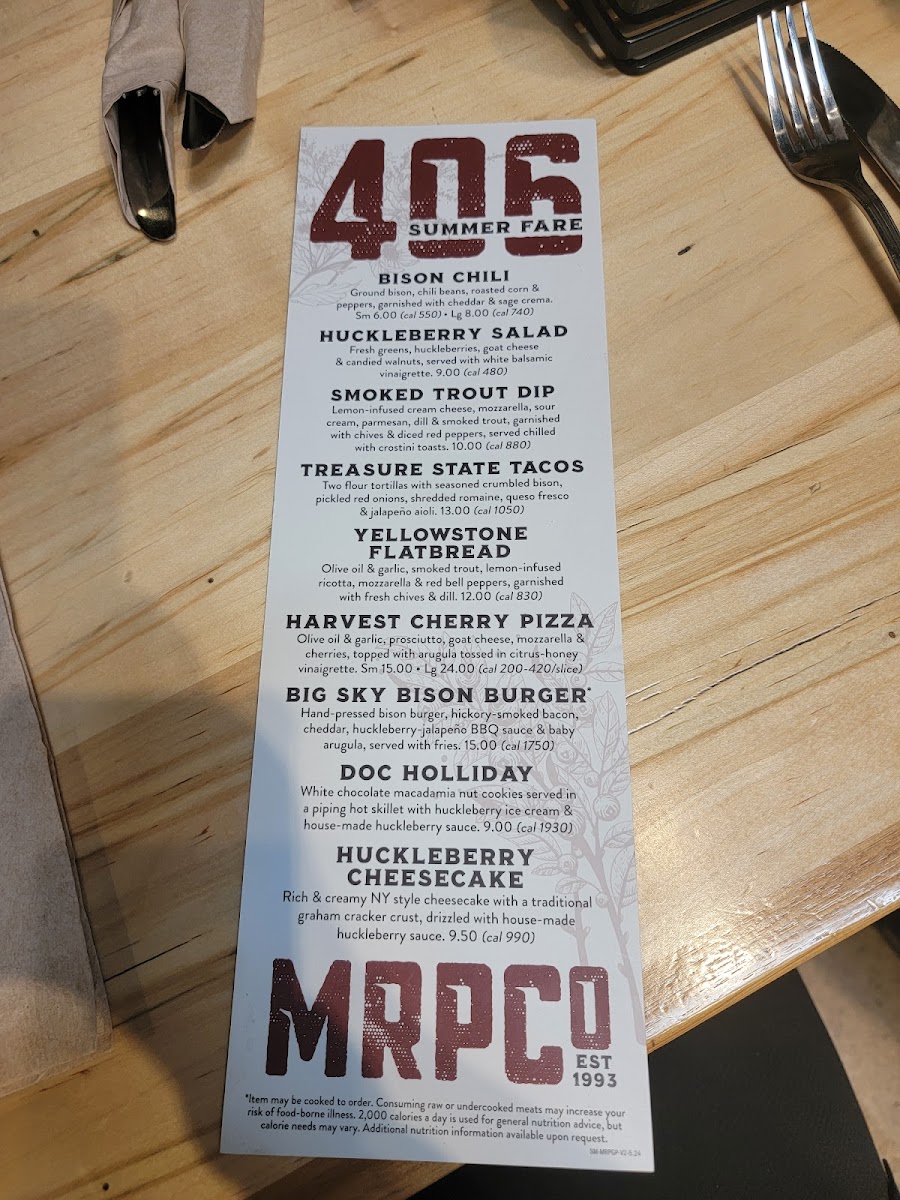 406
SUMMER FARE
BISON CHILI
Ground bison, chili beans, roasted corn &
peppers, garnished with cheddar & sage crema.
Sm 6.00 (cal 550) • Lg 8.00 (cal 740)
HUCKLEBERRY SALAD
Fresh greens, huckleberries, goat cheese
& candied walnuts, served with white balsamic
vinaigrette. 9.00 (cal 480)
SMOKED TROUT DIP
Lemon-infused cream cheese, mozzarella, sour
cream, parmesan, dill & smoked trout, garnished
with chives & diced red peppers, served chilled
with crostini toasts. 10.00 (cal 880)
TREASURE STATE TACOS
Two flour tortillas with seasoned crumbled bison,
pickled red onions, shredded romaine, queso fresco
& jalapeño aioli. 13.00 (cal 1050)
YELLOWSTONE
FLATBREAD
Olive oil & garlic, smoked trout, lemon-infused
ricotta, mozzarella & red bell peppers, garnished
with fresh chives & dill. 12.00 (cal 830)
HARVEST CHERRY PIZZA
Olive oil & garlic, prosciutto, goat cheese, mozzarella &
cherries, topped with arugula tossed in citrus-honey
vinaigrette. Sm 15.00 • Lg 24.00 (cal 200-420/slice)
BIG SKY BISON BURGER*
Hand-pressed bison burger, hickory-smoked bacon,
cheddar, huckleberry-jalapeño BBQ sauce & baby
arugula, served with fries. 15.00 (cal 1750)
DOC HOLLIDAY
White chocolate macadamia nut cookies served in
a piping hot skillet with huckleberry ice cream &
house-made huckleberry sauce. 9.00 (cal 1930)
HUCKLEBERRY
CHEESECAKE
Rich & creamy NY style cheesecake with a traditional
graham cracker crust, drizzled with house-made
huckleberry sauce. 9.50 (cal 990)
MRPCO
EST
1993
*Item may be cooked to order. Consuming raw or undercooked meats may increase your
risk of food-borne illness. 2,000 calories a day is used for general nutrition advice, but
calorie needs may vary. Additional nutrition information available upon request.
SM-MRPGP-V2-5.24